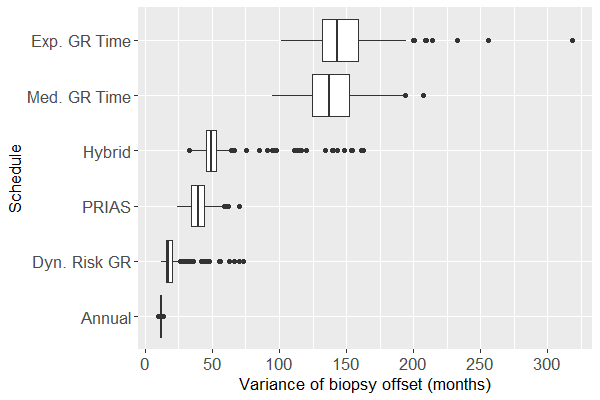 Exp. GR Time
Med. GR Time
Hybrid
PRIAS
Dyn. Risk GR
Annual
Schedule
0 50 100 150 200 250 300
Variance of biopsy offset (months)